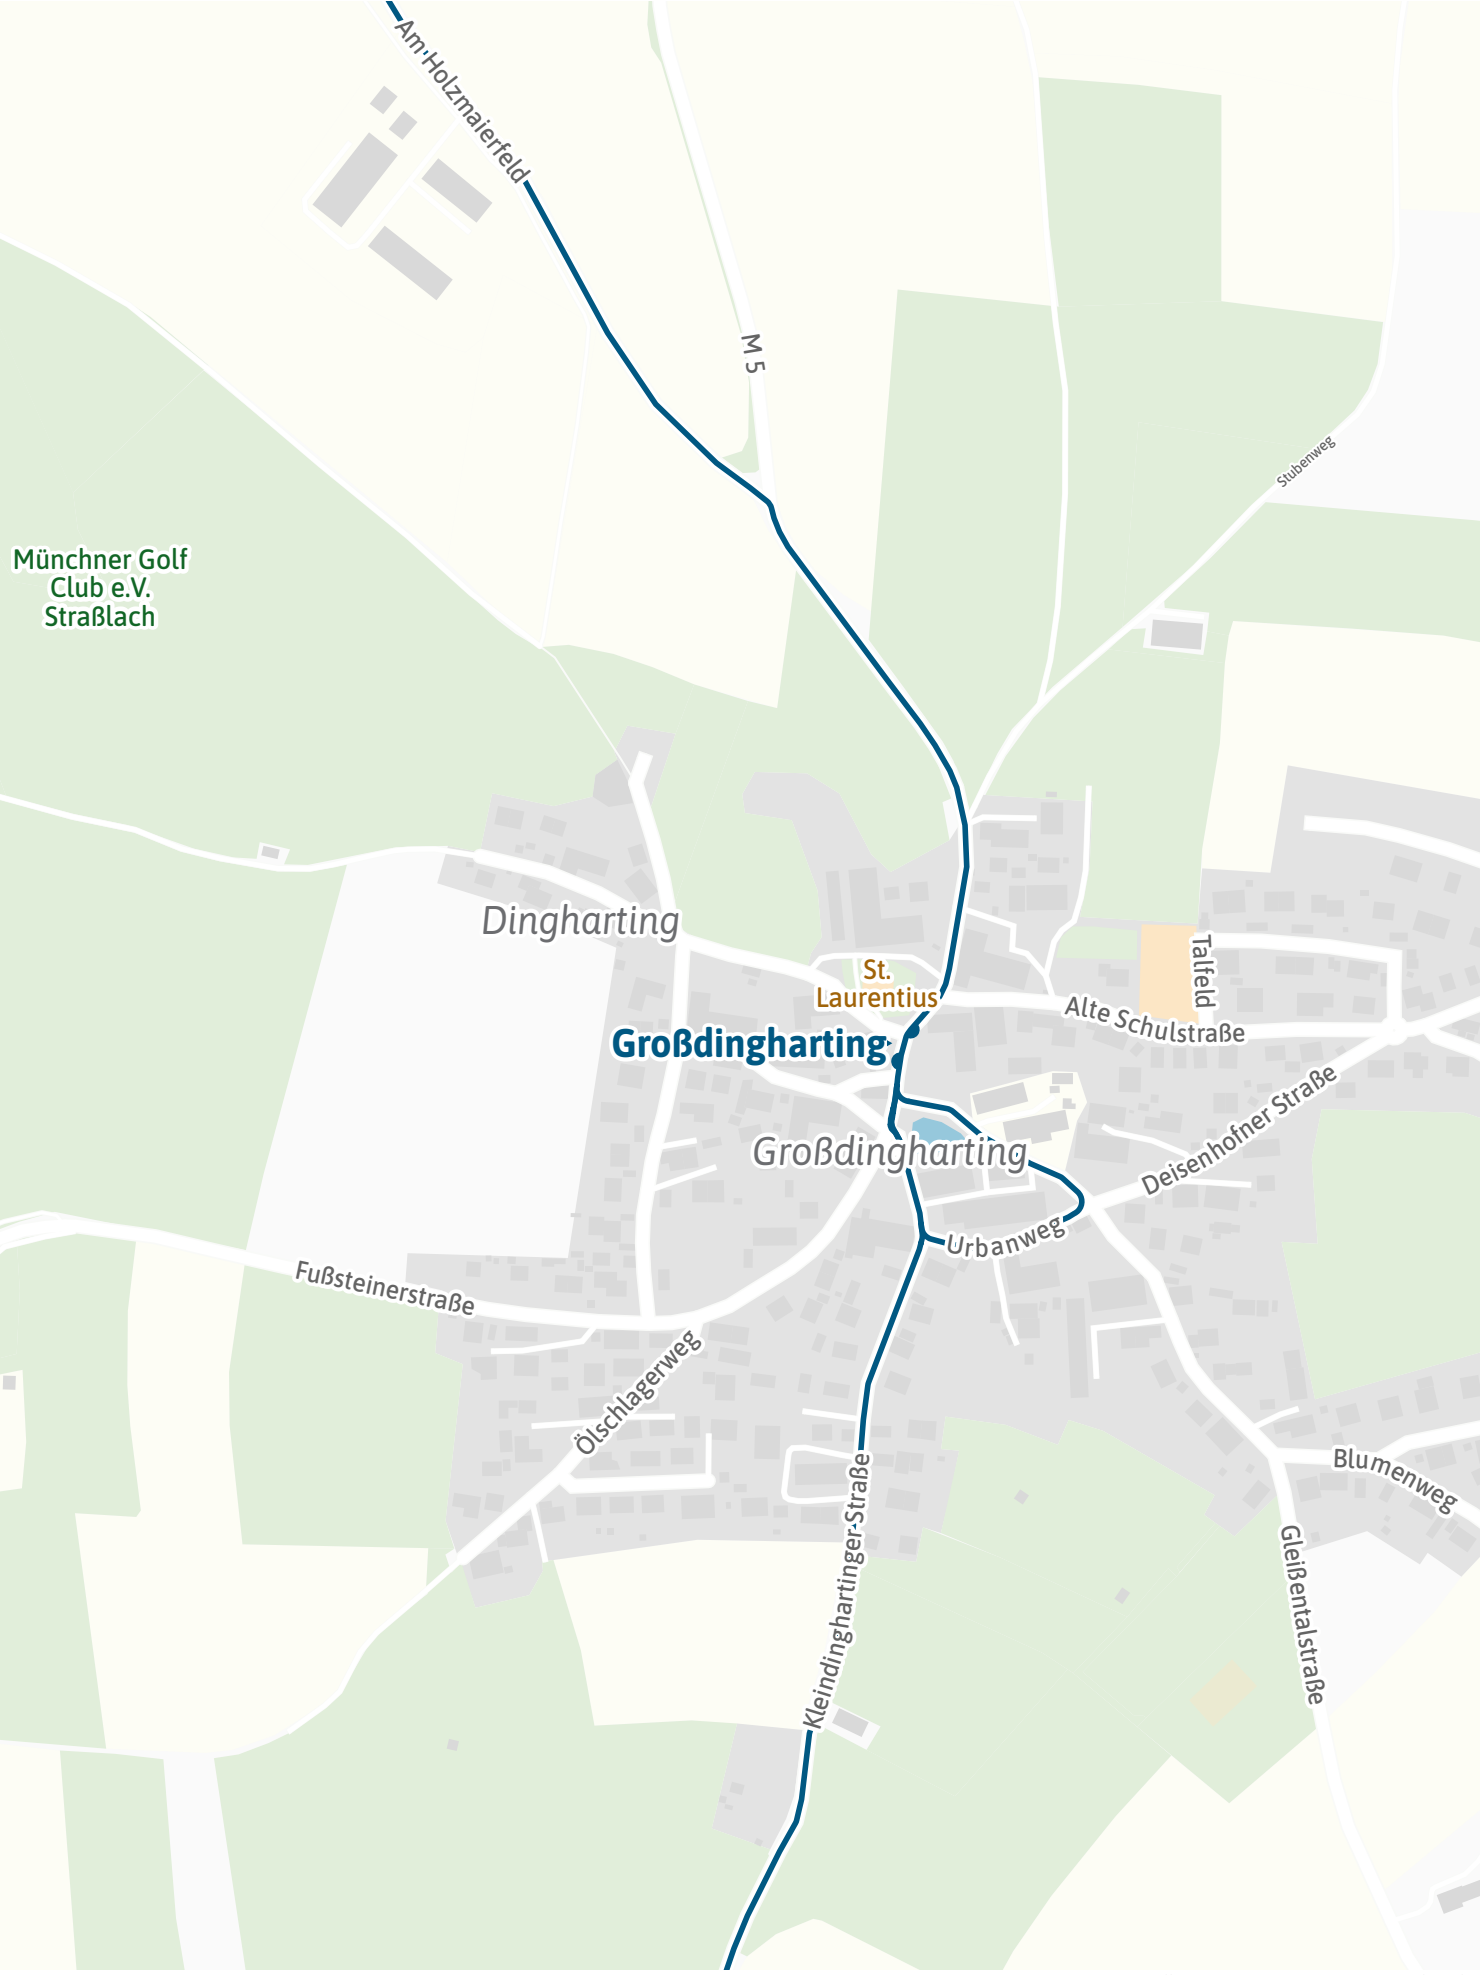 Am Holzmaierfeld
M 5
Stubenweg
Münchner Golf
Club e.V.
Straßlach
Dingharting
St.
Laurentius
Talfeld
Alte Schulstraße
Großdingharting
Deisenhofner Straße
Großdingharting
Urbanweg
Fußsteinerstraße
Ölschlagerweg
Kleindinghartinger Straße
Blumenweg
Gleißentalstraße